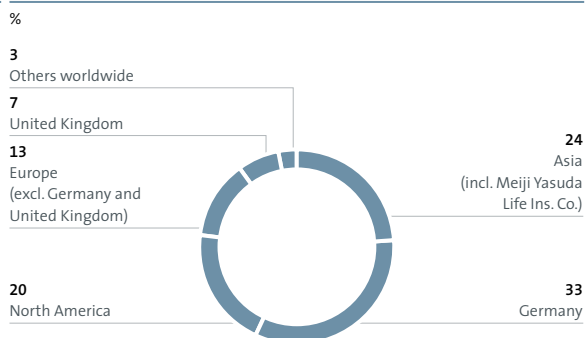 %
3
Others worldwide
7
United Kingdom
13
Europe
(excl. Germany and
United Kingdom)
20
North America
24
Asia
(incl. Meiji Yasuda
Life Ins. Co.)
33
Germany